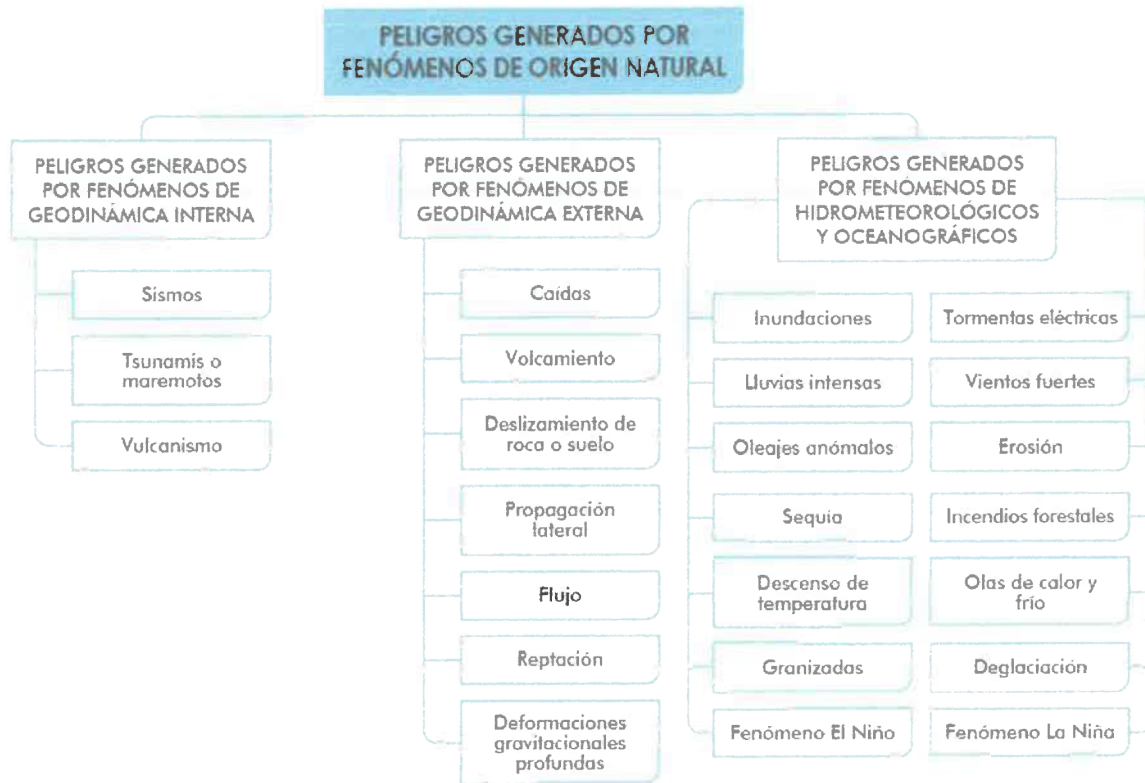 PELIGROS GENERADOS POR
FENÓMENOS DE ORIGEN NATURAL
PELIGROS GENERADOS
POR FENÓMENOS DE
GEODINÁMICA INTERNA
Sismos
Tsunamis o
maremotos
Vulcanismo
PELIGROS GENERADOS
POR FENÓMENOS DE
GEODINÁMICA EXTERNA
Caídas
Volcamiento
Deslizamiento de
roca o suelo
Propagación
lateral
Flujo
Reptación
Deformaciones
gravitacionales
profundas
PELIGROS GENERADOS
POR FENÓMENOS DE
HIDROMETEOROLÓGICOS
Y OCEANOGRÁFICOS
Inundaciones
Lluvias intensas
Oleajes anómalos
Sequia
Descenso de
temperatura
Granizadas
Fenómeno El Niño
Tormentas eléctricas
Vientos fuertes
Erosión
Incendios forestales
Olas de calor y
frío
Deglaciación
Fenómeno La Niña